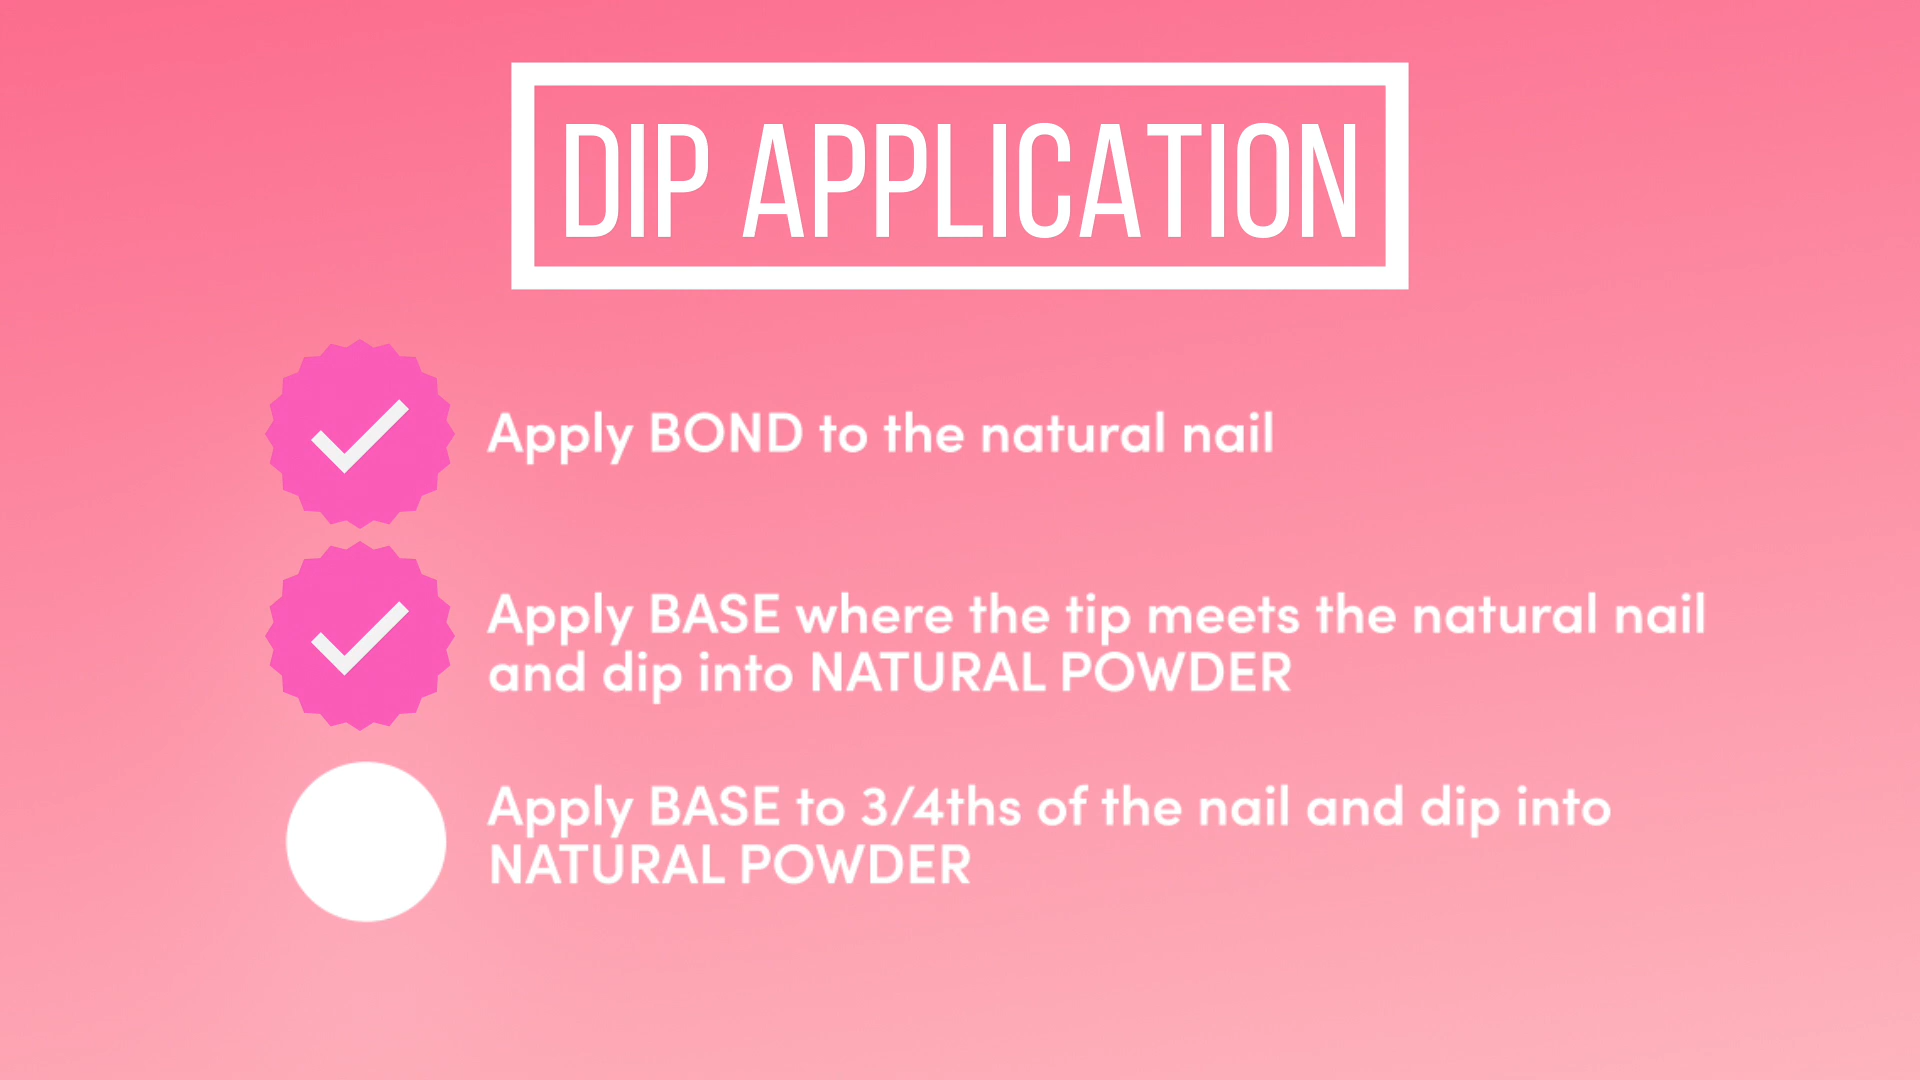 DIP APPLICATION
Apply BOND to the natural nail
Apply BASE where the tip meets the natural nail
and dip into NATURAL POWDER
Apply BASE to 3/4ths of the nail and dip into
NATURAL POWDER